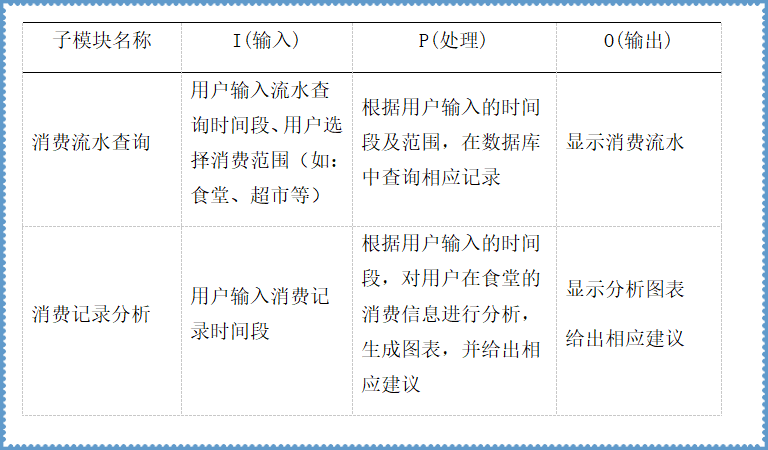 子模块名称 I(输入) P(处理) O(输出)
消费流水查询
用户输入流水查
询时间段、用户选
择消费范围（如：
食堂、超市等）
根据用户输入的时间
段及范围，在数据库
中查询相应记录
显示消费流水
消费记录分析
用户输入消费记
录时间段
根据用户输入的时间
段，对用户在食堂的
消费信息进行分析，
生成图表，并给出相
应建议
显示分析图表
给出相应建议